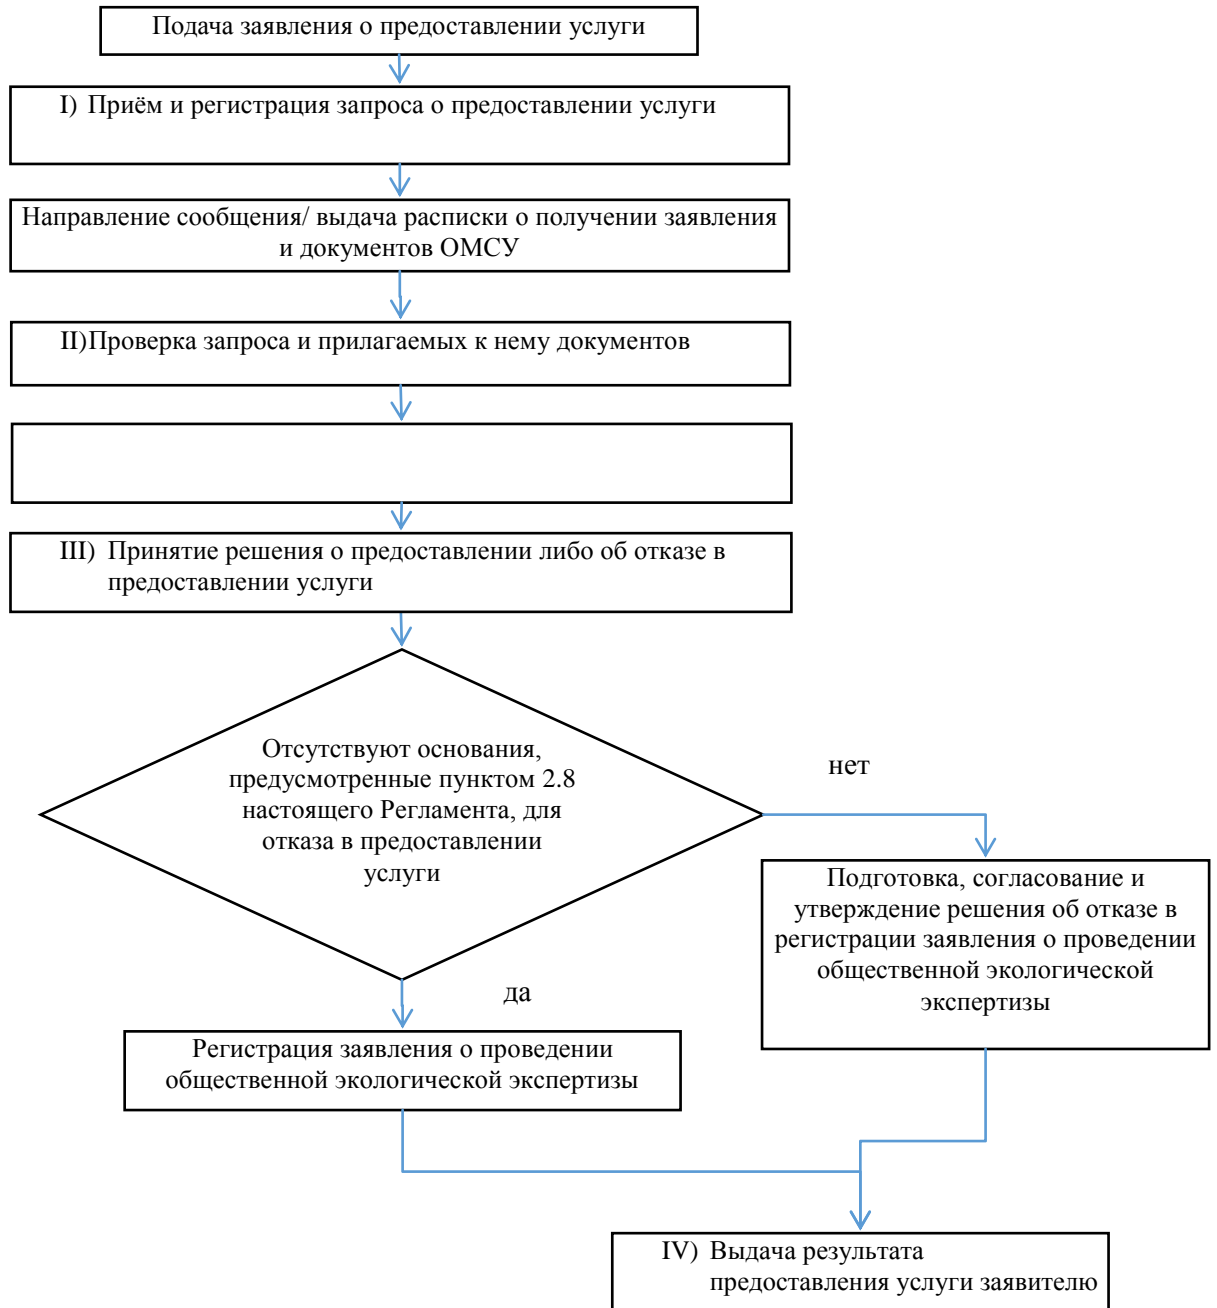 Подача заявления о предоставлении услуги
I) Приём и регистрация запроса о предоставлении услуги
Направление сообщения/ выдача расписки о получении заявления
и документов ОМСУ
II)Проверка запроса и прилагаемых к нему документов
III) Принятие решения о предоставлении либо об отказе в
предоставлении услуги
Отсутствуют основания,
предусмотренные пунктом 2.8
настоящего Регламента, для
отказа в предоставлении
услуги
нет
Подготовка, согласование и
утверждение решения об отказе в
регистрации заявления о проведении
общественной экологической
экспертизы
да
Регистрация заявления о проведении
общественной экологической экспертизы
IV) Выдача результата
предоставления услуги заявителю